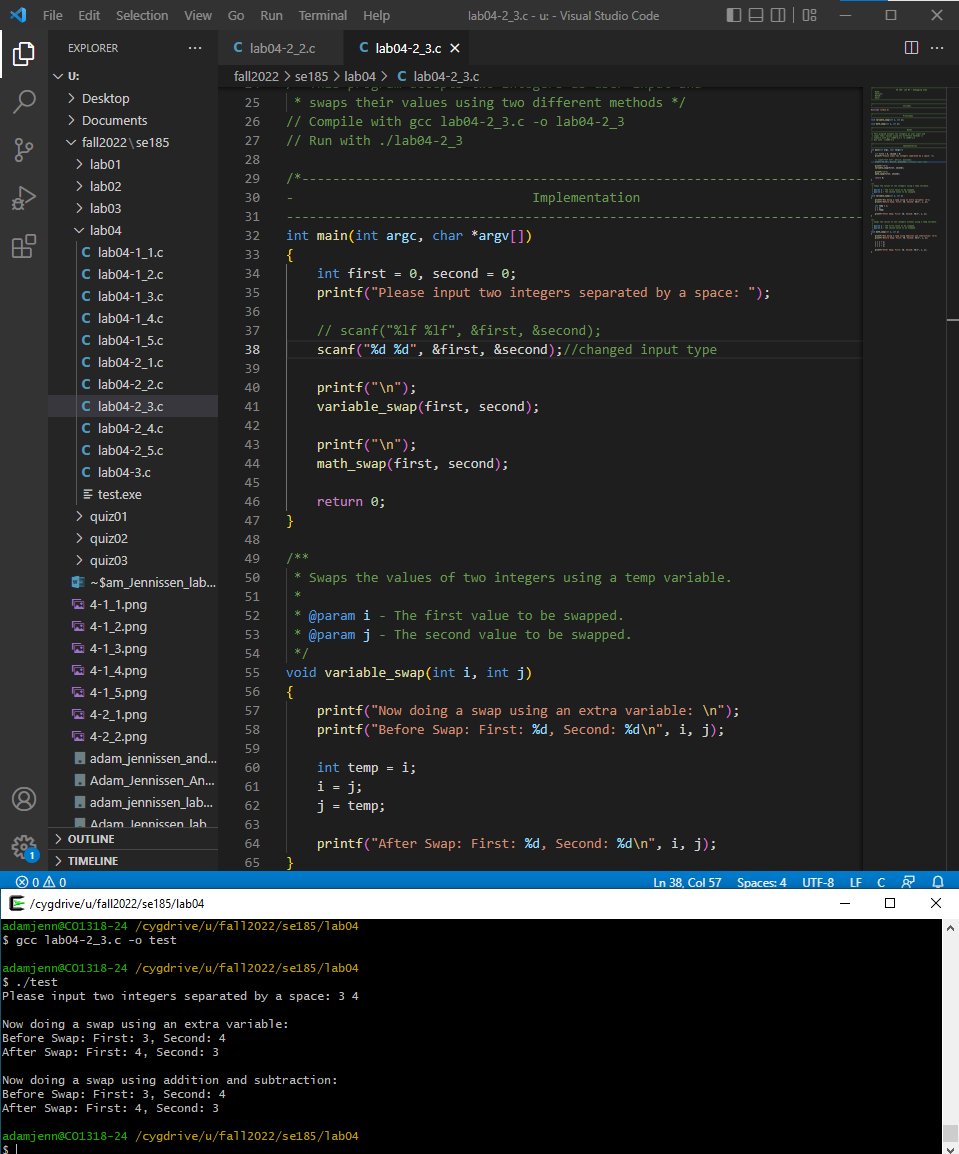 File Edit Selection View Go Run Terminal Help lab04-2_3.c - u: - Visual Studio Code
EXPLORER
U:
Desktop
Documents
fall2022\se185
lab01
lab02
lab03
lab04
lab04-1_1.c
lab04-1_2.c
lab04-1_3.c
lab04-1_4.c
lab04-1_5.c
lab04-2_1.c
lab04-2_2.c
lab04-2_3.c
lab04-2_4.c
lab04-2_5.c
lab04-3.c
test.exe
quiz01
quiz02
quiz03
~$am_Jennissen_lab...
4-1_1.png
4-1_2.png
4-1_3.png
4-1_4.png
4-1_5.png
4-2_1.png
4-2_2.png
adam_jennissen_and...
Adam_Jennissen_An...
adam_jennissen_lab...
Adam_Jennissen_lab
OUTLINE
TIMELINE
1
C lab04-2_2.c C lab04-2_3.c
fall2022 > se185 > lab04 > C lab04-2_3.c
25 * swaps their values using two different methods */
26 // Compile with gcc lab04-2_3.c -o lab04-2_3
27 // Run with ./lab04-2_3
28
29 /*---------------------------------------------------------------------------
30 - Implementation
31 ---------------------------------------------------------------------------
32 int main(int argc, char *argv[])
33 {
34 int first = 0, second = 0;
35 printf("Please input two integers separated by a space: ");
36
37 // scanf("%lf %lf", &first, &second);
38 scanf("%d %d", &first, &second);//changed input type
39
40 printf("\n");
41 variable_swap(first, second);
42
43 printf("\n");
44 math_swap(first, second);
45
46 return 0;
47 }
48
49 /**
50 * Swaps the values of two integers using a temp variable.
51 *
52 * @param i - The first value to be swapped.
53 * @param j - The second value to be swapped.
54 */
55 void variable_swap(int i, int j)
56 {
57 printf("Now doing a swap using an extra variable: \n");
58 printf("Before Swap: First: %d, Second: %d\n", i, j);
59
60 int temp = i;
61 i = j;
62 j = temp;
63
64 printf("After Swap: First: %d, Second: %d\n", i, j);
65 }
0 0 Ln 38, Col 57 Spaces: 4 UTF-8 LF C
/cygdrive/u/fall2022/se185/lab04
adamjenn@CO1318-24 /cygdrive/u/fall2022/se185/lab04
$ gcc lab04-2_3.c -o test
adamjenn@CO1318-24 /cygdrive/u/fall2022/se185/lab04
$ ./test
Please input two integers separated by a space: 3 4
Now doing a swap using an extra variable:
Before Swap: First: 3, Second: 4
After Swap: First: 4, Second: 3
Now doing a swap using addition and subtraction:
Before Swap: First: 3, Second: 4
After Swap: First: 4, Second: 3
adamjenn@CO1318-24 /cygdrive/u/fall2022/se185/lab04
$